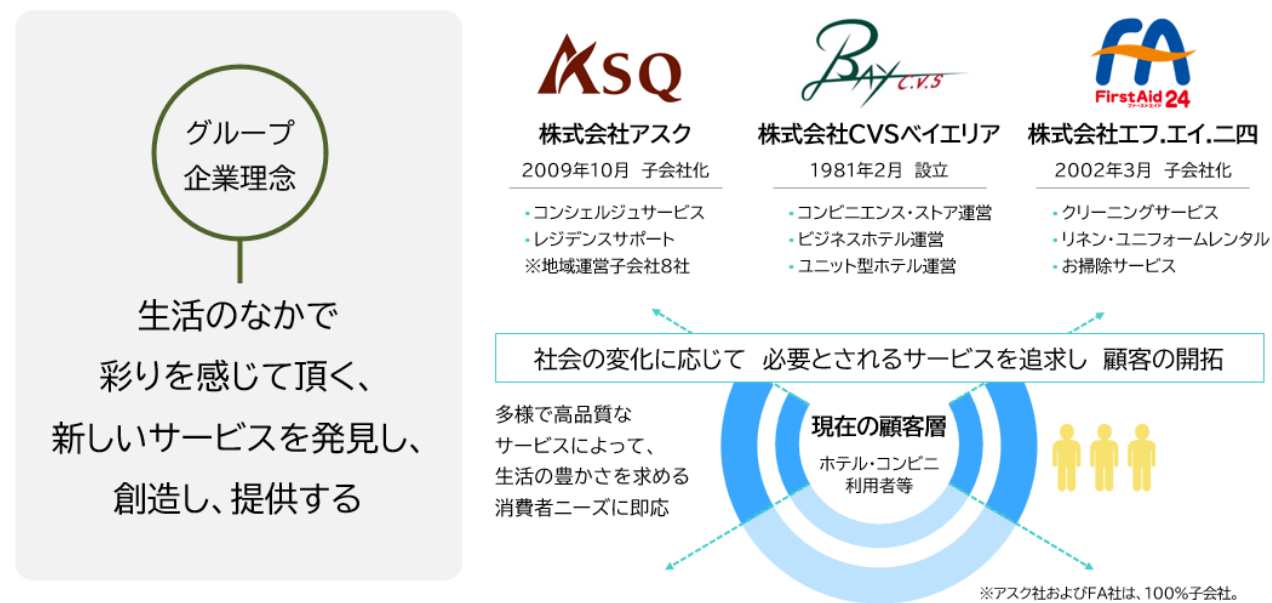 グループ
企業理念
生活のなかで
彩りを感じて頂く、
新しいサービスを発見し、
創造し、提供する
ASQ
株式会社アスク
2009年10月 子会社化
・コンシェルジュサービス
・レジデンスサポート
※地域運営子会社8社
BAY C.V.S
株式会社CVSベイエリア
1981年2月 設立
・コンビニエンス・ストア運営
・ビジネスホテル運営
・ユニット型ホテル運営
FA
FirstAid24
ファーストエイド
株式会社エフ.エイ.二四
2002年3月 子会社化
・クリーニングサービス
・リネン・ユニフォームレンタル
・お掃除サービス
社会の変化に応じて 必要とされるサービスを追求し 顧客の開拓
多様で高品質な
サービスによって、
生活の豊かさを求める
消費者ニーズに即応
現在の顧客層
ホテル・コンビニ
利用者等
※アスク社およびFA社は、100%子会社。